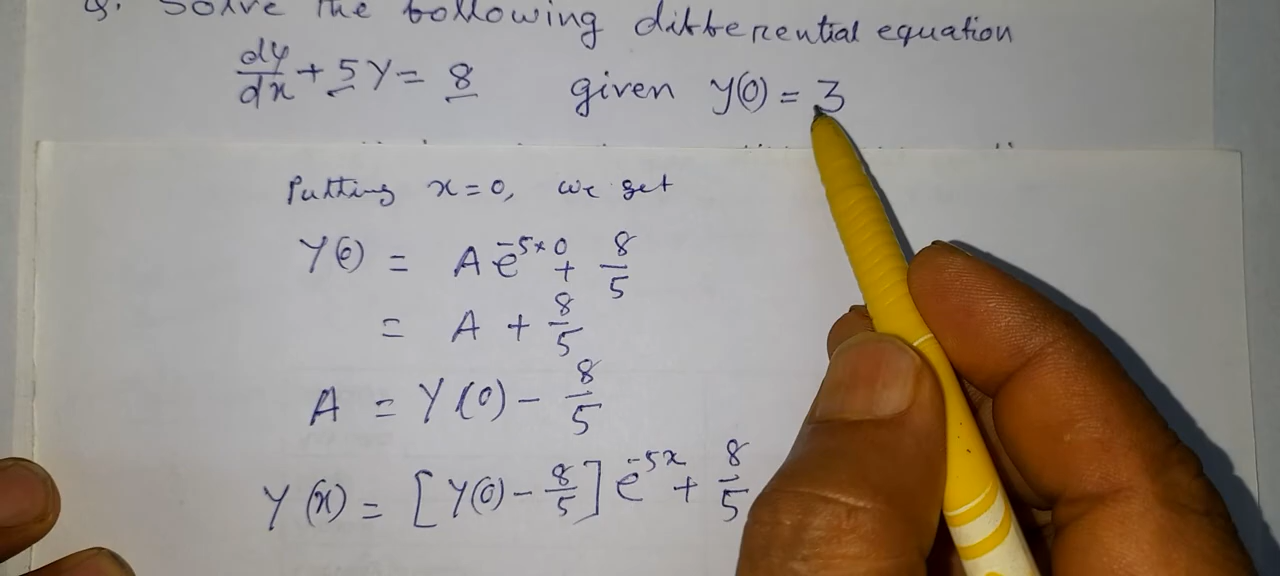 Q. Solve the following differential equation
dy/dx + 5y = 8 given y(0) = 3
Putting x=0, we get
Y(0) = A e^-5×0 + 8/5
= A + 8/5
A = Y(0) - 8/5
Y(x) = [Y(0) - 8/5] e^-5x + 8/5